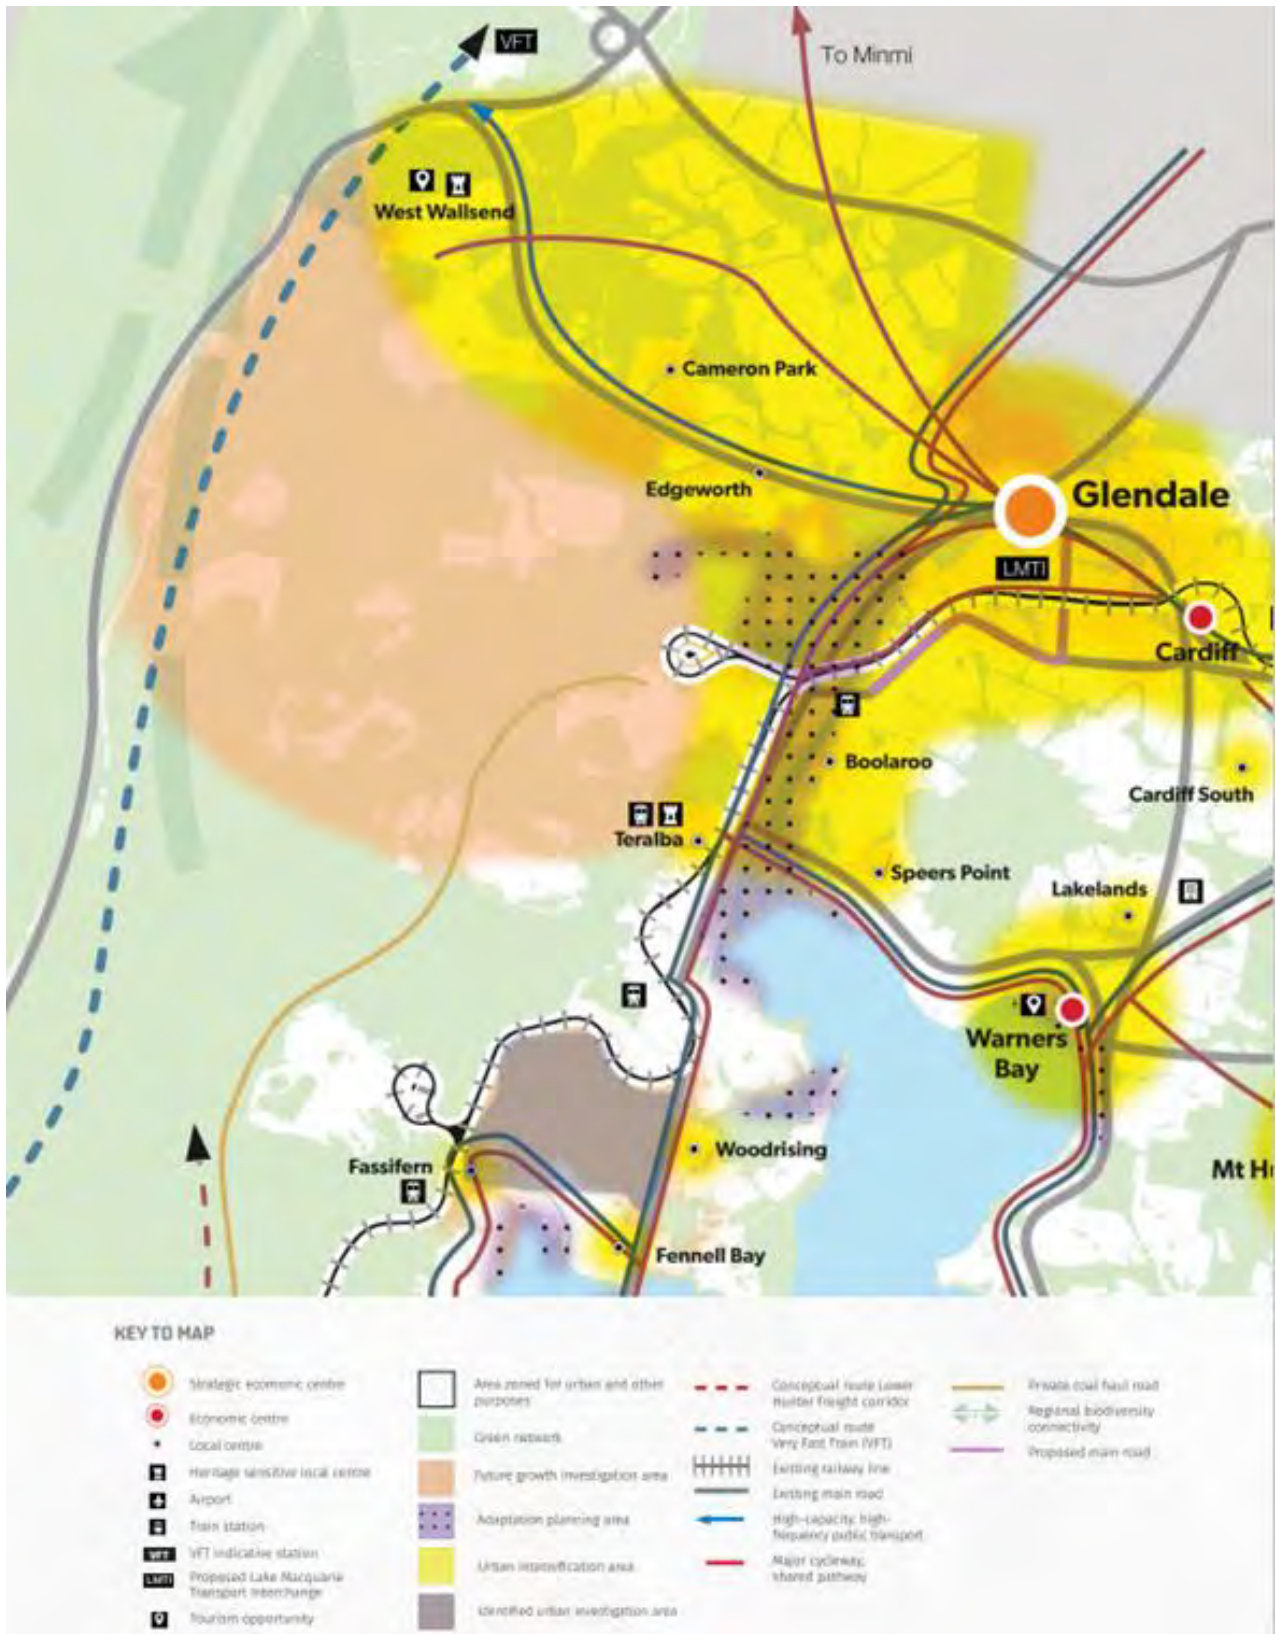 VFT
To Minmi
West Wallsend
Cameron Park
Edgeworth
Glendale
LMTI
Cardiff
Boolaroo
Cardiff South
Teralba
Speers Point
Lakelands
Warners
Bay
Woodrising
Fassifern
Mt H
Fennell Bay
KEY TO MAP
Strategic economic centre
Economic centre
Local centre
Heritage sensitive local centre
Airport
Train station
VFT
VFT indicative station
LMTI
Proposed Lake Macquarie
Transport Interchange
Tourism opportunity
Area zoned for urban and other
purposes
Green network
Future growth investigation area
Adaptation planning area
Urban intensification area
Identified urban investigation area
Conceptual route Lower
Hunter Freight corridor
Conceptual route
Very Fast Train (VFT)
Existing railway line
Existing main road
High-capacity, high-
frequency public transport
Major cycleway,
shared pathway
Private coal haul road
Regional biodiversity
connectivity
Proposed main road